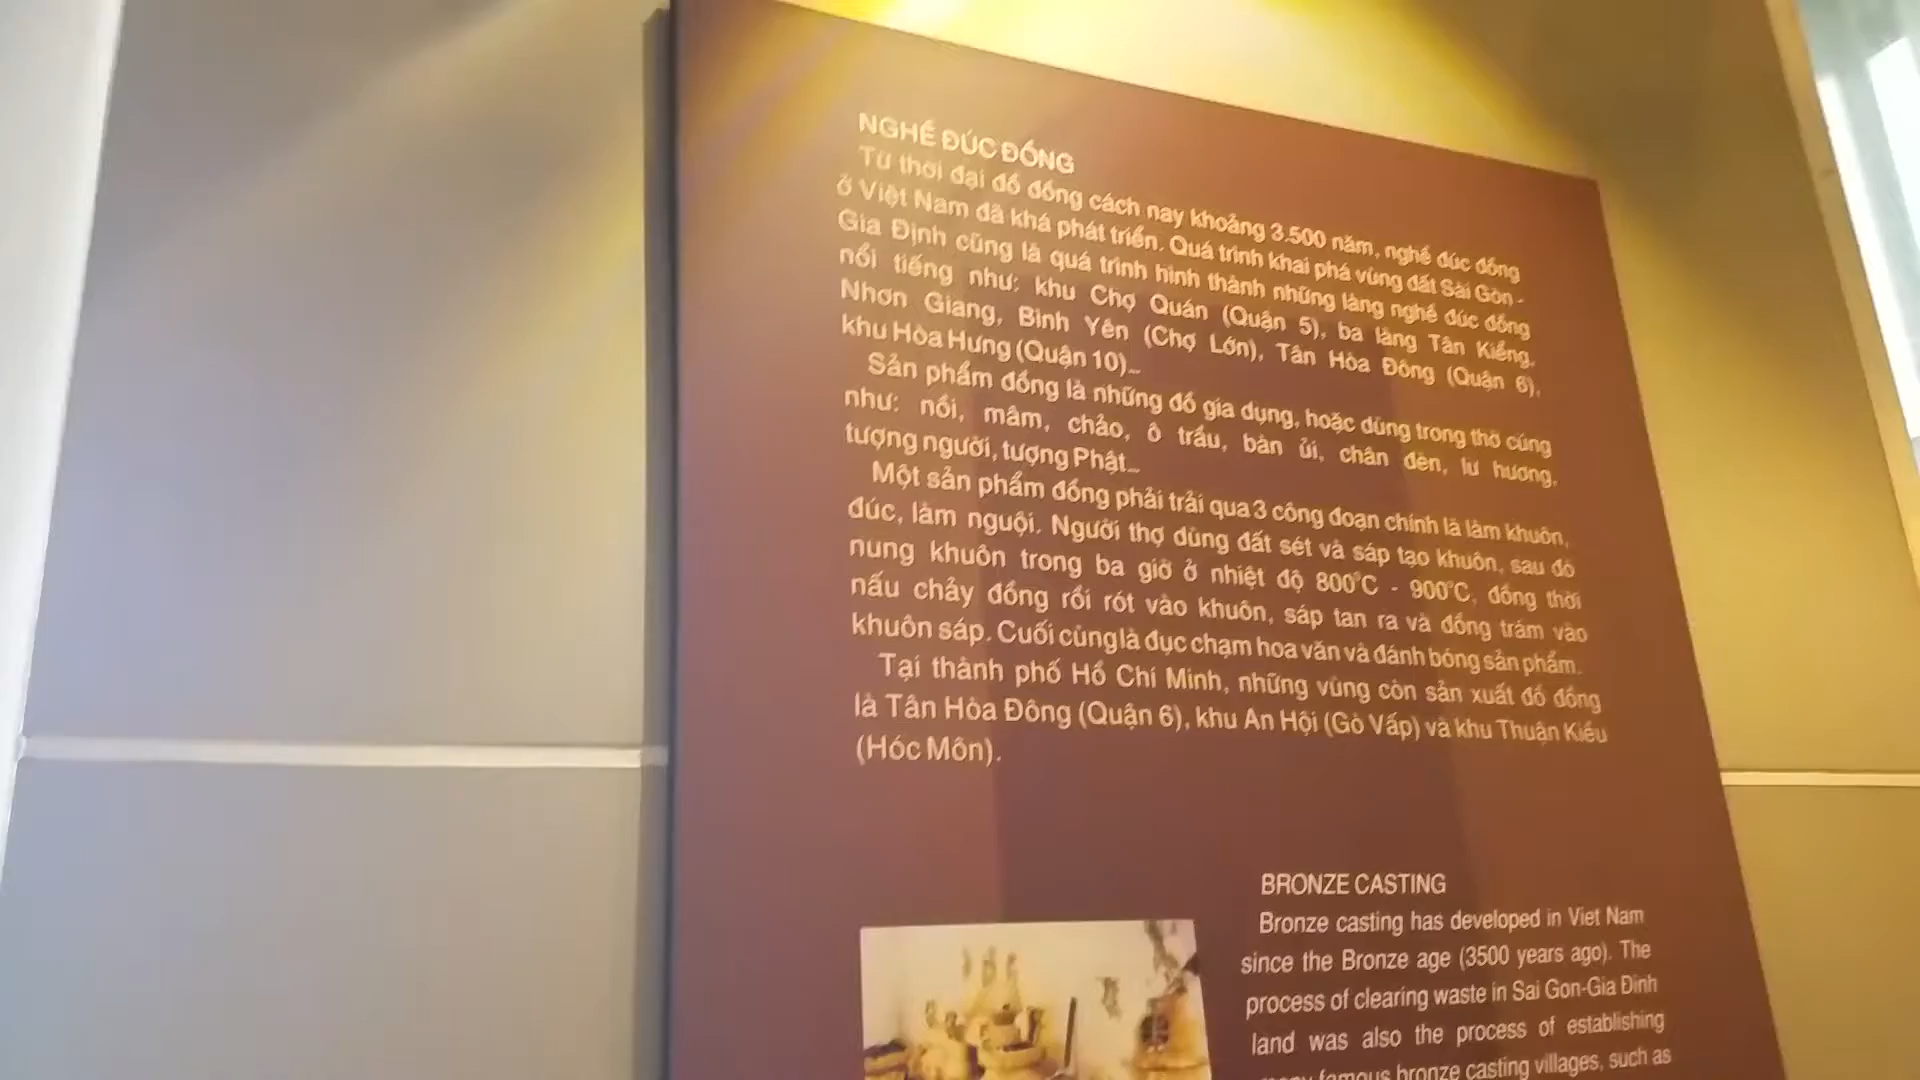 NGHỀ ĐÚC ĐỒNG
Từ thời đại đồ đồng cách nay khoảng 3.500 năm, nghề đúc đồng
ở Việt Nam đã khá phát triển. Quá trình khai phá vùng đất Sài Gòn -
Gia Định cũng là quá trình hình thành những làng nghề đúc đồng
nổi tiếng như: khu Chợ Quán (Quận 5), ba làng Tân Kiểng,
Nhơn Giang, Bình Yên (Chợ Lớn), Tân Hòa Đông (Quận 6),
khu Hòa Hưng (Quận 10)...
Sản phẩm đồng là những đồ gia dụng, hoặc dùng trong thờ cúng
như: nồi, mâm, chảo, ô trầu, bàn ủi, chân đèn, lư hương,
tượng người, tượng Phật...
Một sản phẩm đồng phải trải qua 3 công đoạn chính là làm khuôn,
đúc, làm nguội. Người thợ dùng đất sét và sáp tạo khuôn, sau đó
nung khuôn trong ba giờ ở nhiệt độ 800°C - 900°C, đồng thời
nấu chảy đồng rồi rót vào khuôn, sáp tan ra và đồng trám vào
khuôn sáp. Cuối cùng là đục chạm hoa văn và đánh bóng sản phẩm.
Tại thành phố Hồ Chí Minh, những vùng còn sản xuất đồ đồng
là Tân Hòa Đông (Quận 6), khu An Hội (Gò Vấp) và khu Thuận Kiều
(Hóc Môn).
BRONZE CASTING
Bronze casting has developed in Viet Nam
since the Bronze age (3500 years ago). The
process of clearing waste in Sai Gon-Gia Đinh
land was also the process of establishing
famous bronze casting villages, such as